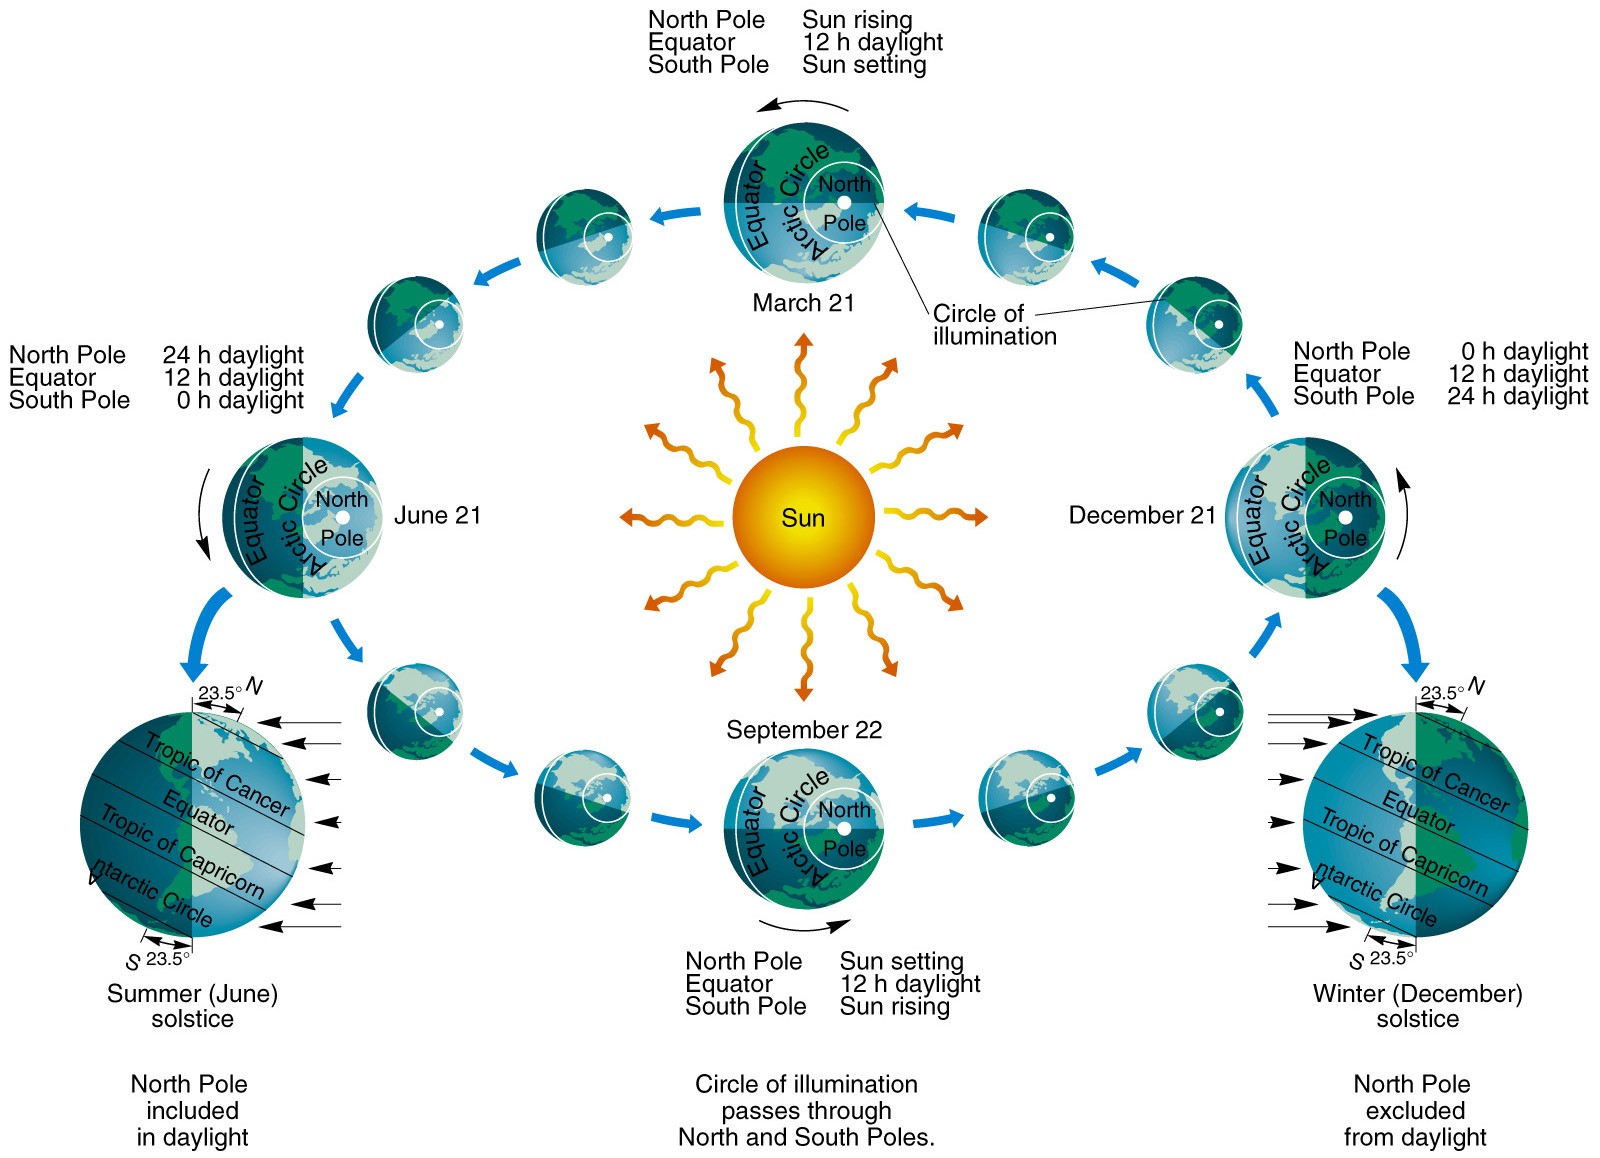 North Pole Sun rising
Equator 12 h daylight
South Pole Sun setting
Equator
Arctic Circle
North
Pole
March 21
Circle of
illumination
North Pole 24 h daylight
Equator 12 h daylight
South Pole 0 h daylight
North Pole 0 h daylight
Equator 12 h daylight
South Pole 24 h daylight
Equator
Arctic Circle
North
Pole
June 21
Sun
December 21
Equator
Arctic Circle
North
Pole
September 22
Equator
Arctic Circle
North
Pole
North Pole Sun setting
Equator 12 h daylight
South Pole Sun rising
23.5° N
Tropic of Cancer
Equator
Tropic of Capricorn
Antarctic Circle
S 23.5°
Summer (June)
solstice
23.5° N
Tropic of Cancer
Equator
Tropic of Capricorn
Antarctic Circle
S 23.5°
Winter (December)
solstice
North Pole
included
in daylight
Circle of illumination
passes through
North and South Poles.
North Pole
excluded
from daylight